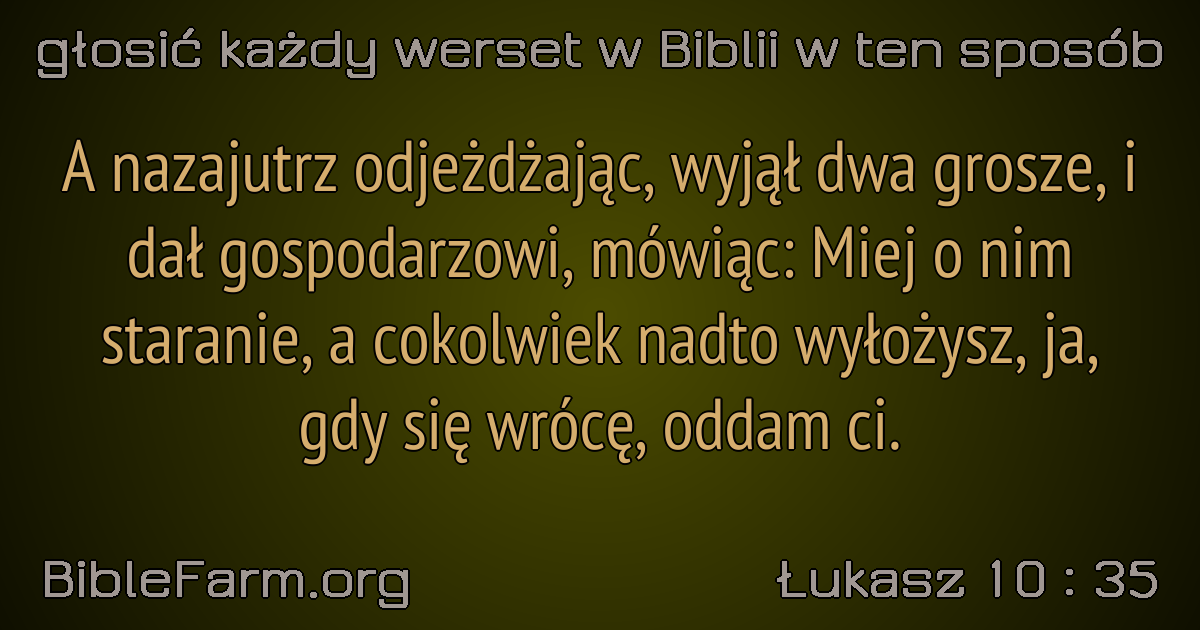 głosić każdy werset w Biblii w ten sposób
A nazajutrz odjeżdżając, wyjął dwa grosze, i
dał gospodarzowi, mówiąc: Miej o nim
staranie, a cokolwiek nadto wyłożysz, ja,
gdy się wrócę, oddam ci.
BibleFarm.org
Łukasz 10 : 35